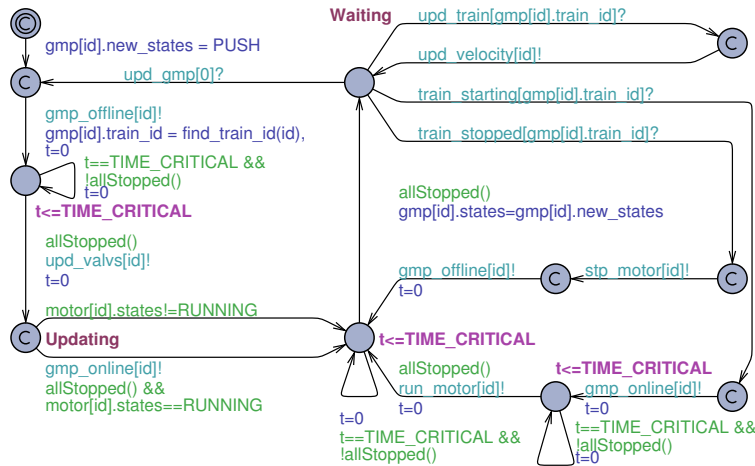 Waiting
upd_train[gmp[id].train_id]?
C
gmp[id].new_states = PUSH
upd_velocity[id]!
C
upd_gmp[0]?
train_starting[gmp[id].train_id]?
gmp_offline[id]!
gmp[id].train_id = find_train_id(id),
t=0
train_stopped[gmp[id].train_id]?
t==TIME_CRITICAL &&
!allStopped()
t=0
t<=TIME_CRITICAL
allStopped()
gmp[id].states=gmp[id].new_states
allStopped()
upd_valvs[id]!
t=0
gmp_offline[id]!
t=0
C
stp_motor[id]!
C
motor[id].states!=RUNNING
C
Updating
t<=TIME_CRITICAL
gmp_online[id]!
allStopped() &&
motor[id].states==RUNNING
allStopped()
run_motor[id]!
t=0
t<=TIME_CRITICAL
gmp_online[id]!
t=0
C
t=0
t==TIME_CRITICAL &&
!allStopped()
t==TIME_CRITICAL &&
!allStopped()
t=0